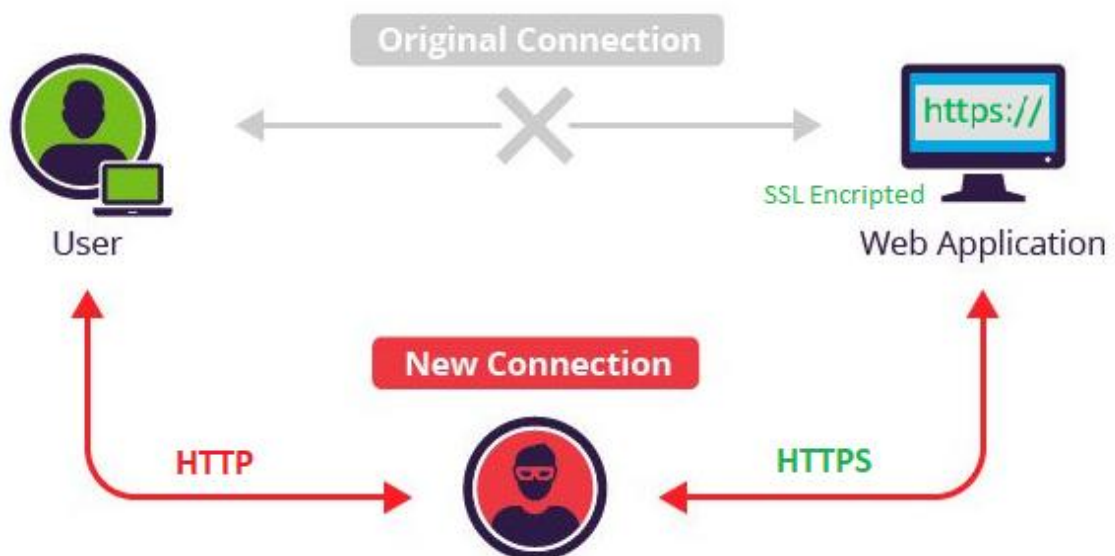 Original Connection
https://
SSL Encripted
User
Web Application
New Connection
HTTP
HTTPS